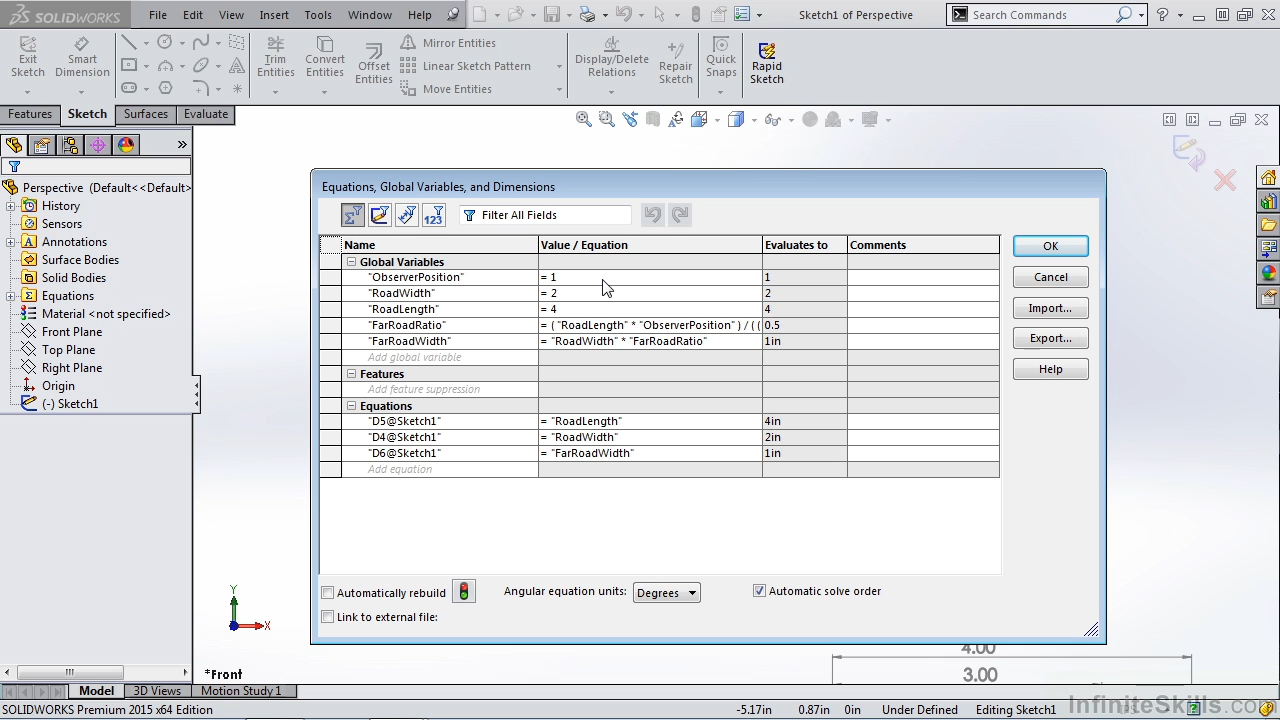 SOLIDWORKS File Edit View Insert Tools Window Help Sketch1 of Perspective Search Commands
Exit Sketch
Smart Dimension
Trim Entities
Convert Entities
Offset Entities
Mirror Entities
Linear Sketch Pattern
Move Entities
Display/Delete Relations
Repair Sketch
Quick Snaps
Rapid Sketch
Features Sketch Surfaces Evaluate
Perspective (Default<<Default>
History
Sensors
Annotations
Surface Bodies
Solid Bodies
Equations
Material <not specified>
Front Plane
Top Plane
Right Plane
Origin
(-) Sketch1
Equations, Global Variables, and Dimensions
Filter All Fields
Name Value / Equation Evaluates to Comments
Global Variables
"ObserverPosition" = 1 1
"RoadWidth" = 2 2
"RoadLength" = 4 4
"FarRoadRatio" = ( "RoadLength" * "ObserverPosition" ) / ( ( 0.5
"FarRoadWidth" = "RoadWidth" * "FarRoadRatio" 1in
Add global variable
Features
Add feature suppression
Equations
"D5@Sketch1" = "RoadLength" 4in
"D4@Sketch1" = "RoadWidth" 2in
"D6@Sketch1" = "FarRoadWidth" 1in
Add equation
OK
Cancel
Import...
Export...
Help
Automatically rebuild Angular equation units: Degrees Automatic solve order
Link to external file:
Y
X
*Front
4.00
3.00
Model 3D Views Motion Study 1
SOLIDWORKS Premium 2015 x64 Edition -5.17in 0.87in 0in Under Defined Editing Sketch1
InfiniteSkills.com